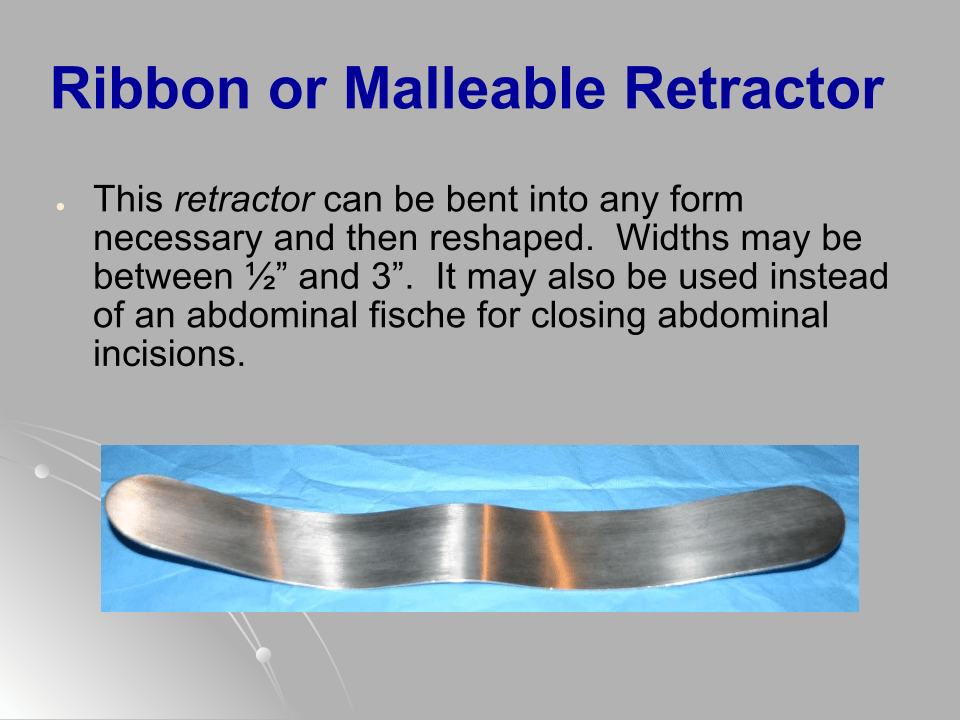 Ribbon or Malleable Retractor
● This retractor can be bent into any form
necessary and then reshaped.  Widths may be
between ½” and 3”.  It may also be used instead
of an abdominal fische for closing abdominal
incisions.